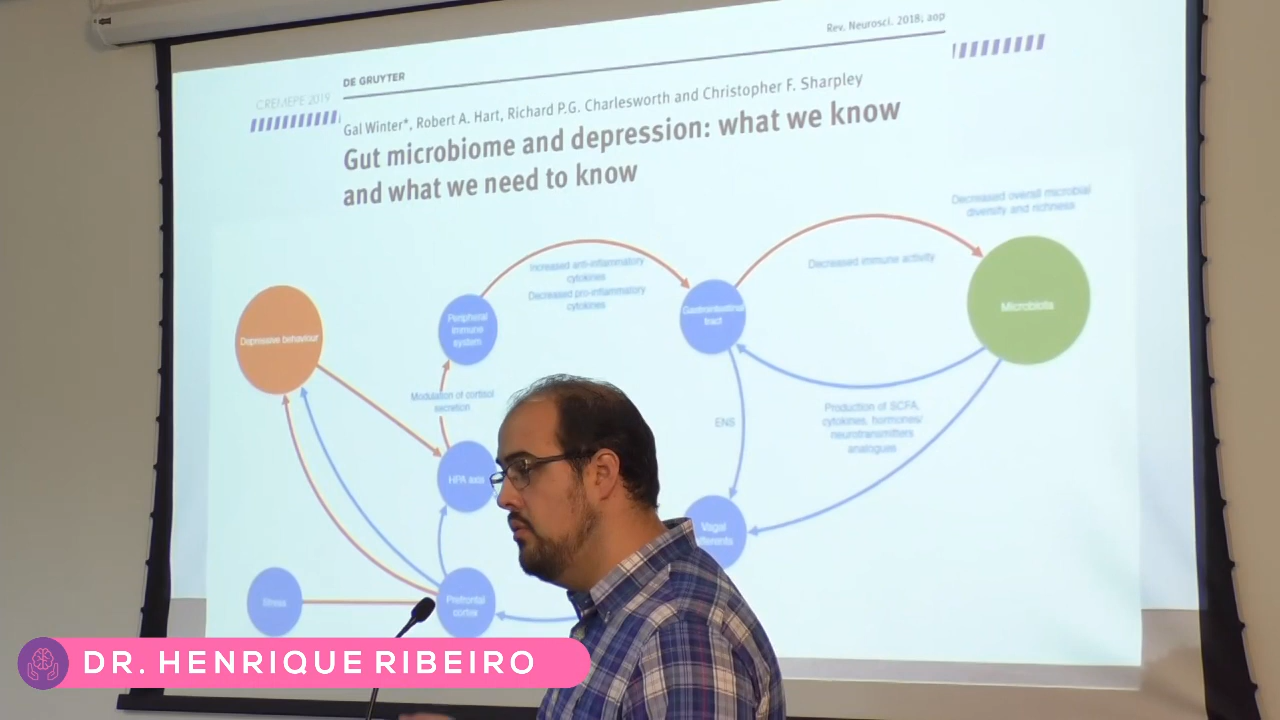 Rev. Neurosci. 2018; aop
DE GRUYTER
CREMEPE 2019
Gal Winter*, Robert A. Hart, Richard P.G. Charlesworth and Christopher F. Sharpley
Gut microbiome and depression: what we know
and what we need to know
Decreased overall microbial
diversity and richness
Increased anti-inflammatory
cytokines
Decreased pro-inflammatory
cytokines
Decreased immune activity
Depressive behaviour
Peripheral
immune
system
Gastrointestinal
tract
Microbiota
Modulation of cortisol
secretion
ENS
Production of SCFA,
cytokines, hormones/
neurotransmitters
analogues
HPA axis
Vagal
Prefrontal
cortex
DR. HENRIQUE RIBEIRO